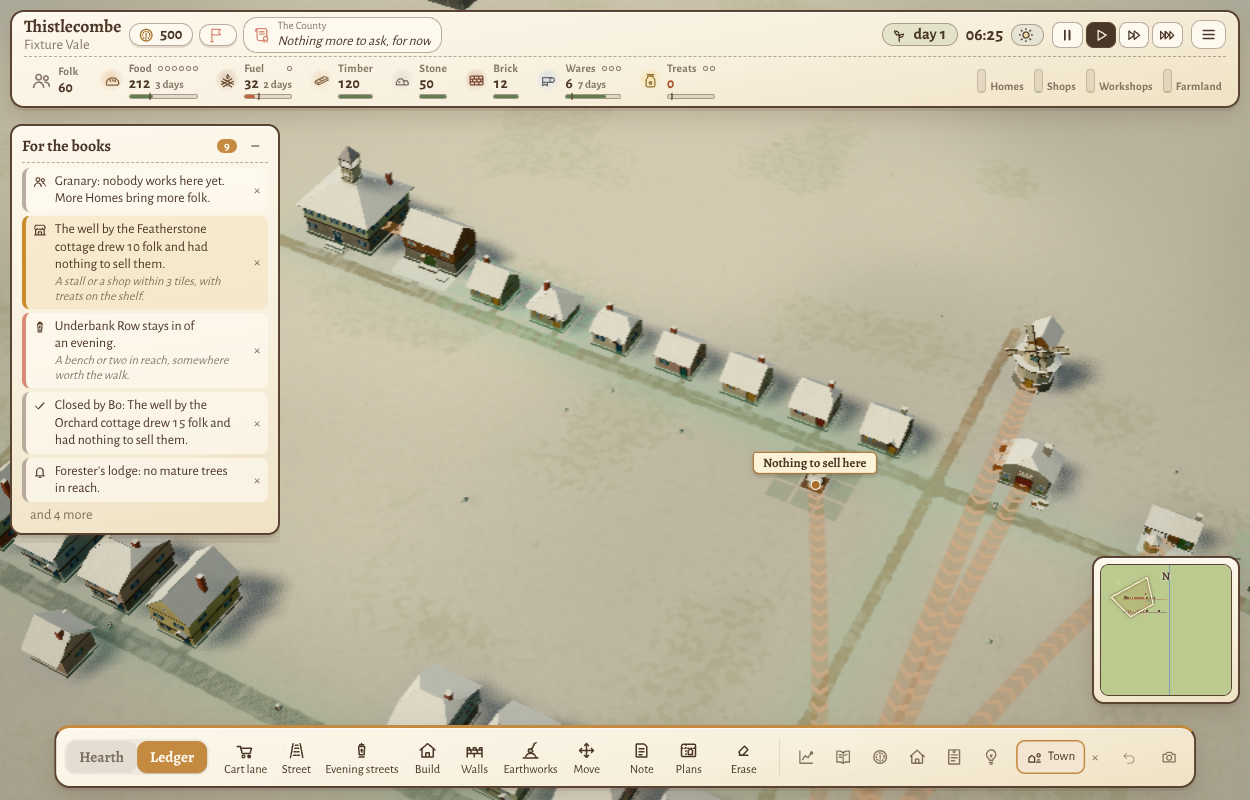 Thistlecombe
Fixture Vale
500
The County
Nothing more to ask, for now
day 1
06:25
Folk
60
Food
212 3 days
Fuel
32 2 days
Timber
120
Stone
50
Brick
12
Wares
6 7 days
Treats
0
Homes
Shops
Workshops
Farmland
For the books
9
Granary: nobody works here yet.
More Homes bring more folk.
The well by the Featherstone
cottage drew 10 folk and had
nothing to sell them.
A stall or a shop within 3 tiles, with
treats on the shelf.
Underbank Row stays in of
an evening.
A bench or two in reach, somewhere
worth the walk.
Closed by Bo: The well by the
Orchard cottage drew 15 folk and
had nothing to sell them.
Forester's lodge: no mature trees
in reach.
and 4 more
Nothing to sell here
N
Hearth
Ledger
Cart lane
Street
Evening streets
Build
Walls
Earthworks
Move
Note
Plans
Erase
Town